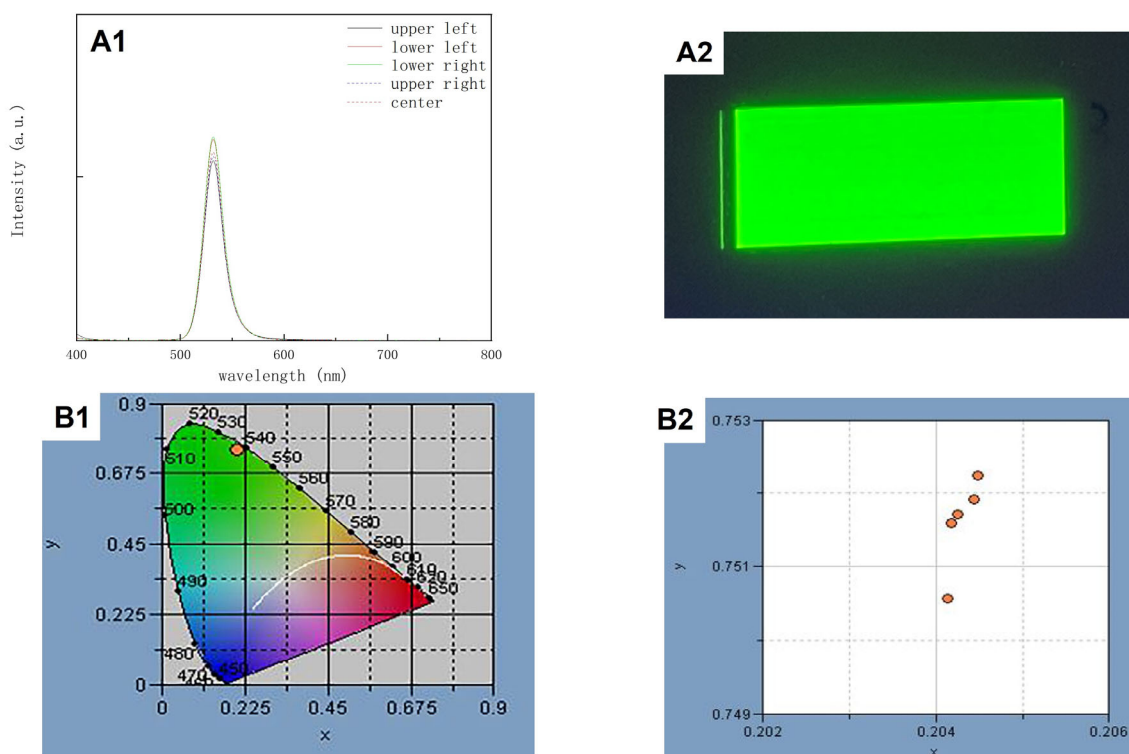 A1
upper left
lower left
lower right
upper right
center
Intensity (a.u.)
400 500 600 700 800
wavelength (nm)
A2
B1
0.9
0.675
0.45
0.225
0
y
520
530
540
510
550
560
570
500
580
590
600
610
620
650
490
480
470
450
0 0.225 0.45 0.675 0.9
x
B2
0.753
0.751
0.749
y
0.202 0.204 0.206
x